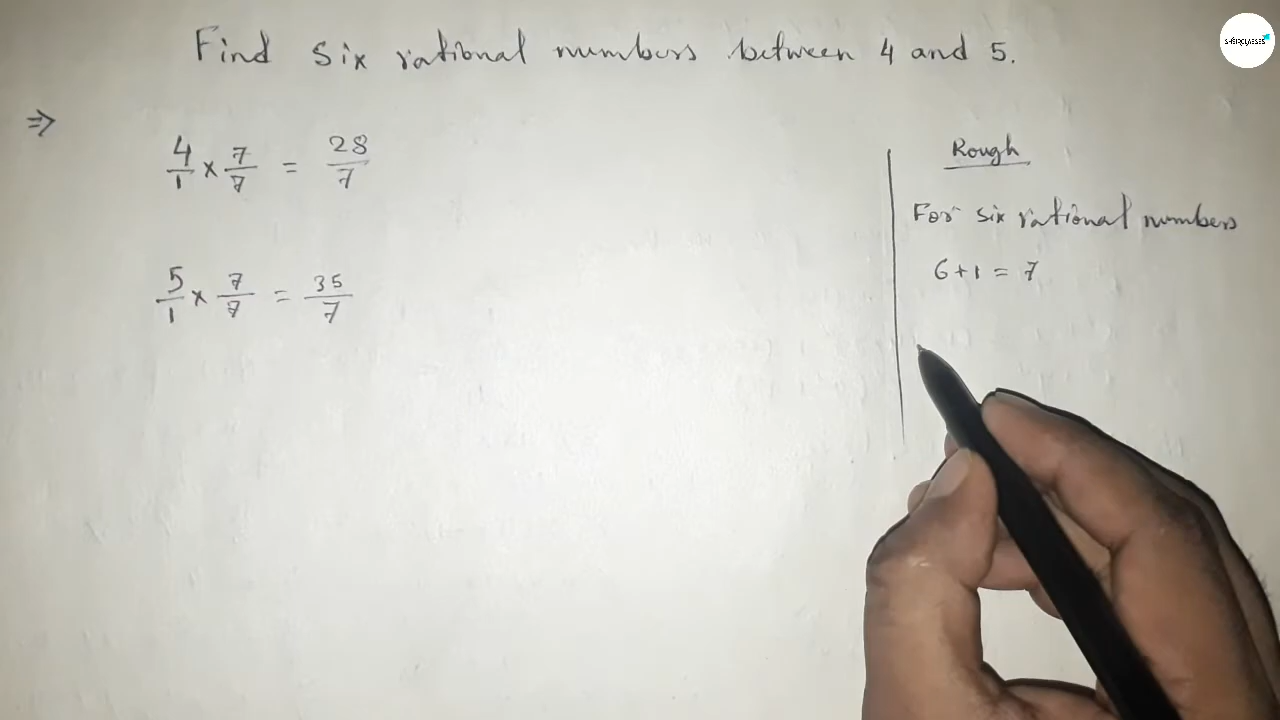 Find six rational numbers between 4 and 5.
⇒
4/1 × 7/7 = 28/7
5/1 × 7/7 = 35/7
Rough
For six rational numbers
6+1 = 7